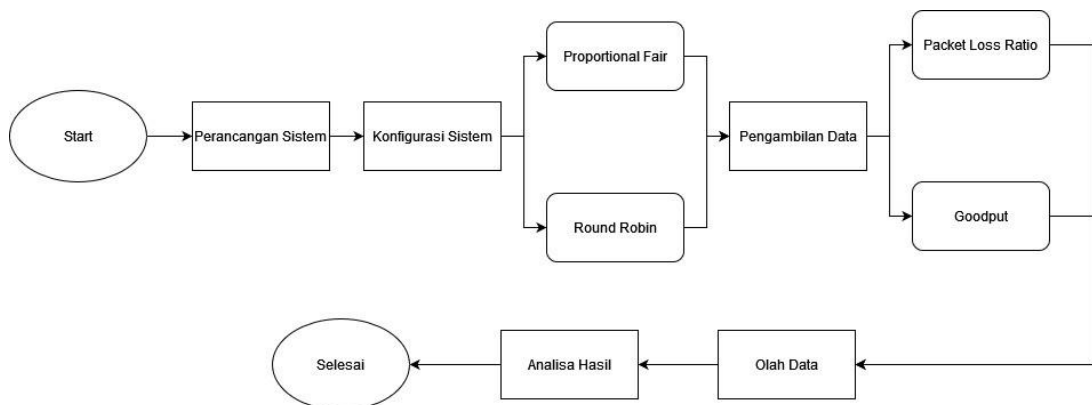 Start
Perancangan Sistem
Konfigurasi Sistem
Proportional Fair
Round Robin
Pengambilan Data
Packet Loss Ratio
Goodput
Olah Data
Analisa Hasil
Selesai